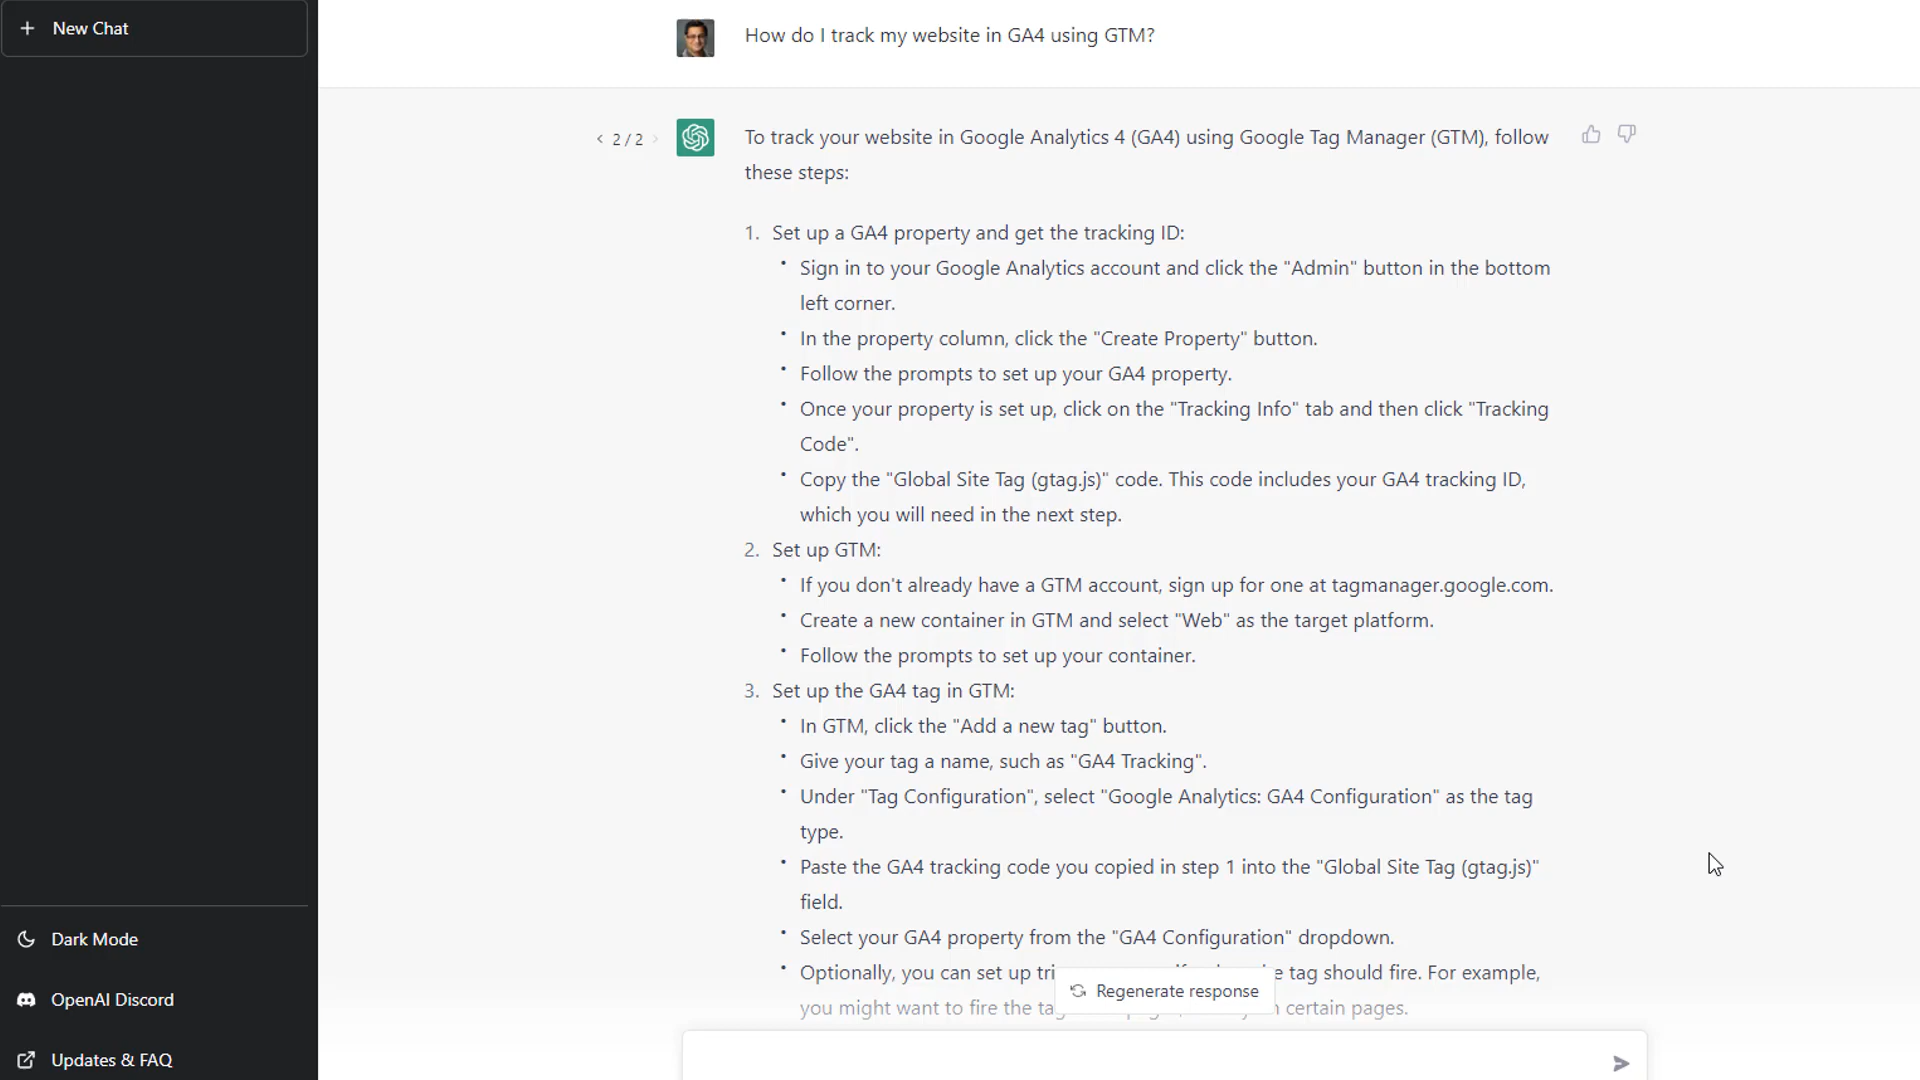 New Chat
How do I track my website in GA4 using GTM?
< 2 / 2 >
To track your website in Google Analytics 4 (GA4) using Google Tag Manager (GTM), follow
these steps:
1. Set up a GA4 property and get the tracking ID:
• Sign in to your Google Analytics account and click the "Admin" button in the bottom
left corner.
• In the property column, click the "Create Property" button.
• Follow the prompts to set up your GA4 property.
• Once your property is set up, click on the "Tracking Info" tab and then click "Tracking
Code".
• Copy the "Global Site Tag (gtag.js)" code. This code includes your GA4 tracking ID,
which you will need in the next step.
2. Set up GTM:
• If you don't already have a GTM account, sign up for one at tagmanager.google.com.
• Create a new container in GTM and select "Web" as the target platform.
• Follow the prompts to set up your container.
3. Set up the GA4 tag in GTM:
• In GTM, click the "Add a new tag" button.
• Give your tag a name, such as "GA4 Tracking".
• Under "Tag Configuration", select "Google Analytics: GA4 Configuration" as the tag
type.
• Paste the GA4 tracking code you copied in step 1 into the "Global Site Tag (gtag.js)"
field.
• Select your GA4 property from the "GA4 Configuration" dropdown.
• Optionally, you can set up tag should fire. For example,
you might want to fire the certain pages.
Regenerate response
Dark Mode
OpenAI Discord
Updates & FAQ